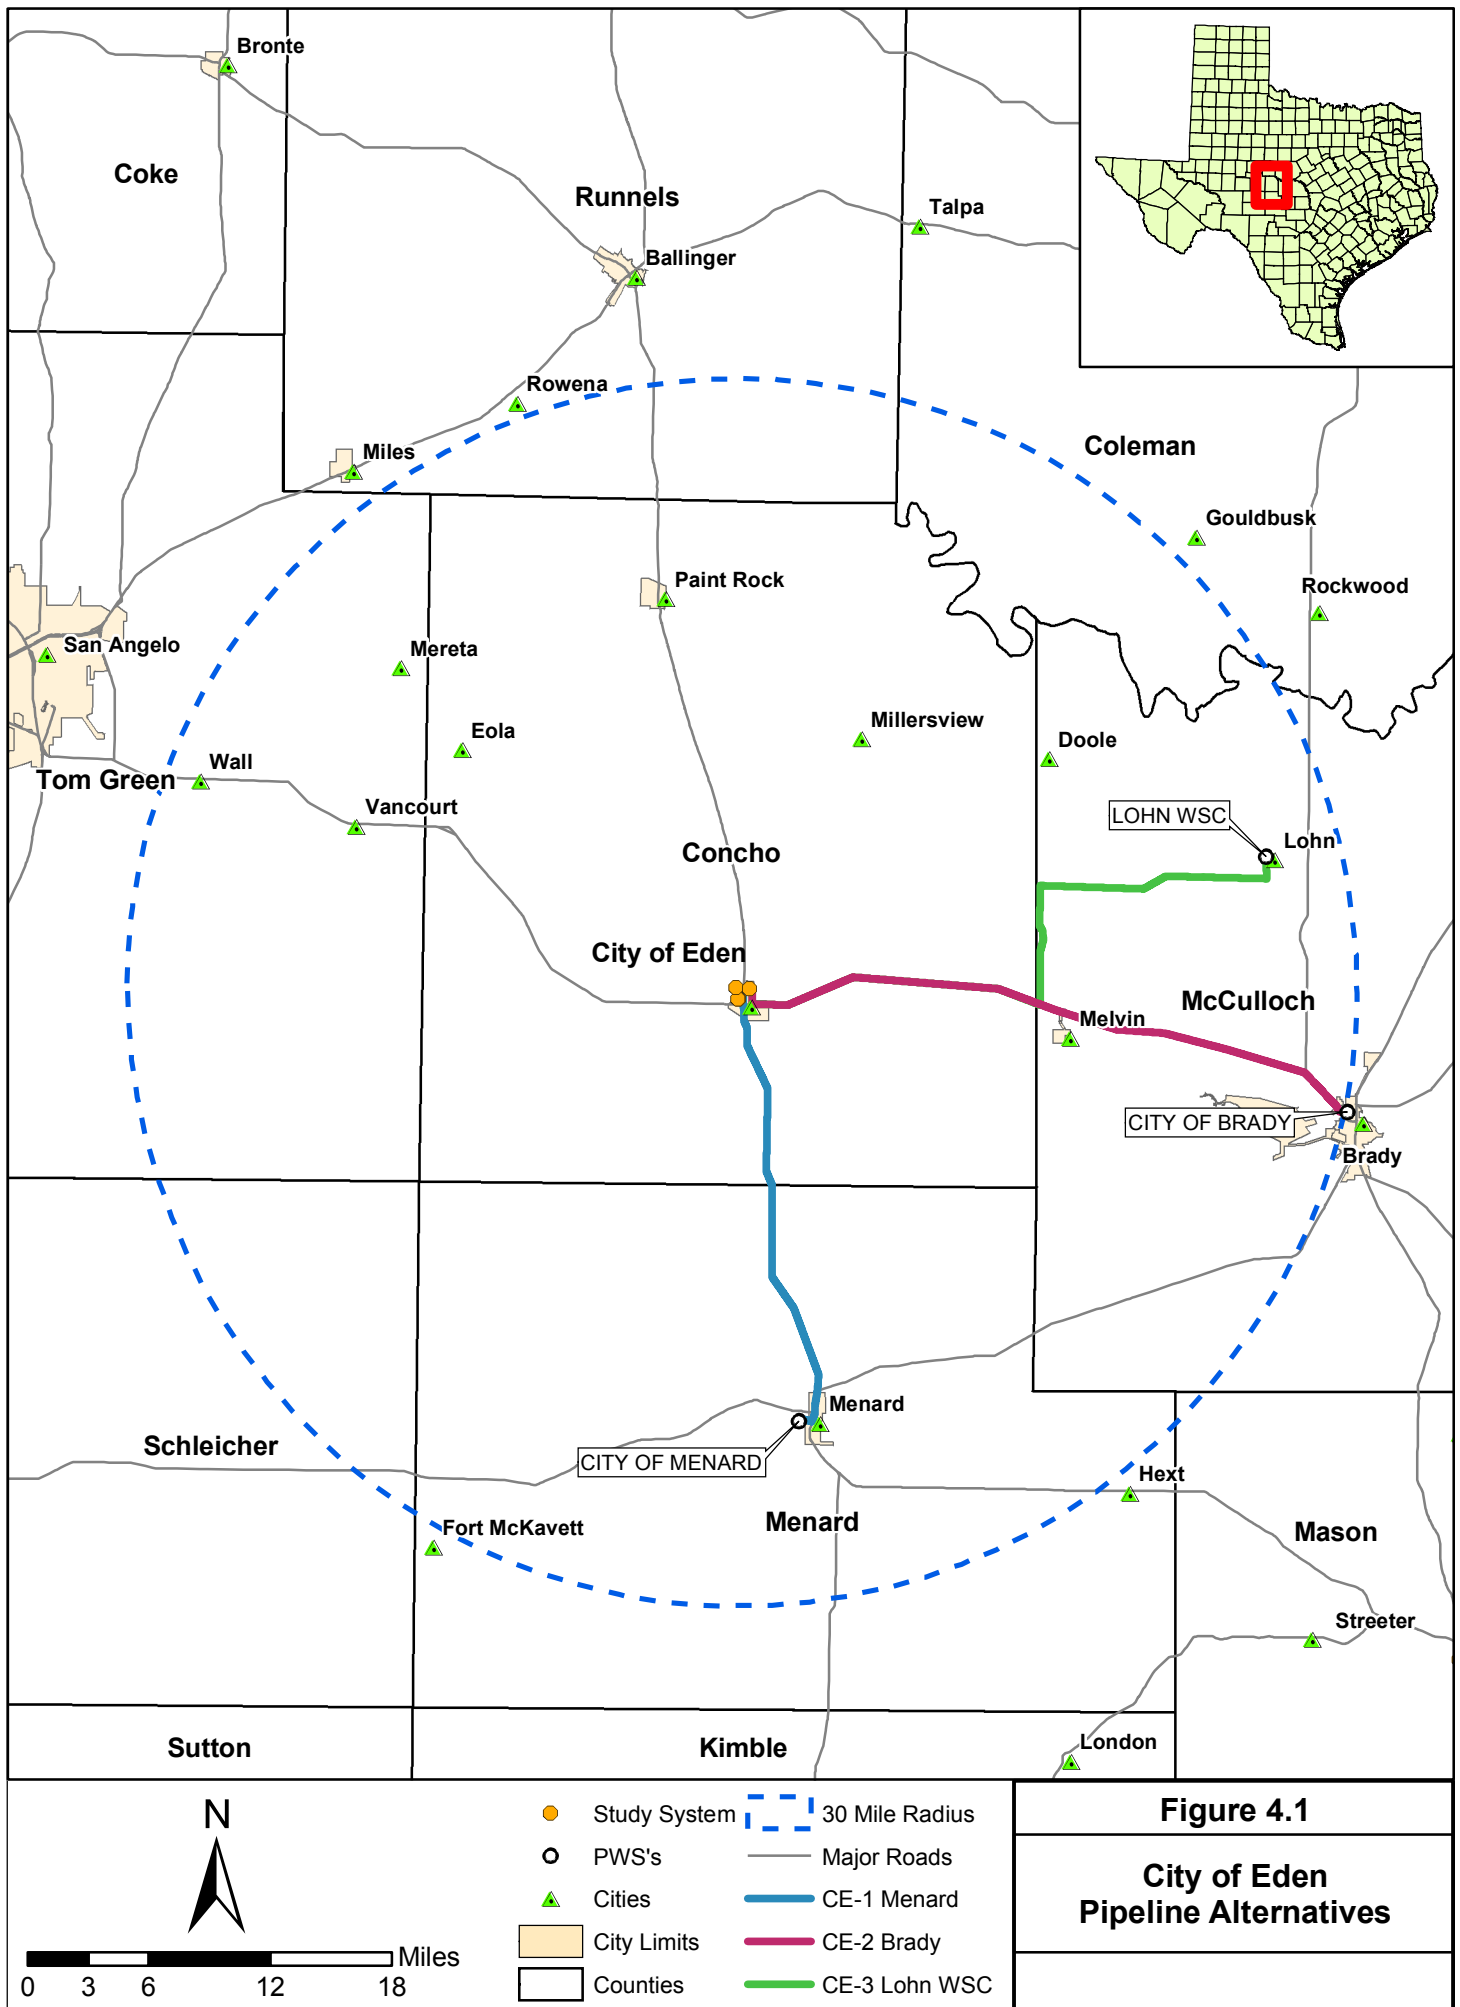 Bronte
Coke
Runnels
Talpa
Ballinger
Rowena
Miles
Coleman
Gouldbusk
Paint Rock
Rockwood
San Angelo
Mereta
Eola
Millersview
Doole
Wall
Tom Green
Vancourt
LOHN WSC
Lohn
Concho
City of Eden
McCulloch
Melvin
CITY OF BRADY
Brady
Menard
Schleicher
CITY OF MENARD
Hext
Fort McKavett
Menard
Mason
Streeter
Sutton
Kimble
London
N
Miles
0 3 6 12 18
Study System
PWS's
Cities
City Limits
Counties
30 Mile Radius
Major Roads
CE-1 Menard
CE-2 Brady
CE-3 Lohn WSC
Figure 4.1
City of Eden
Pipeline Alternatives